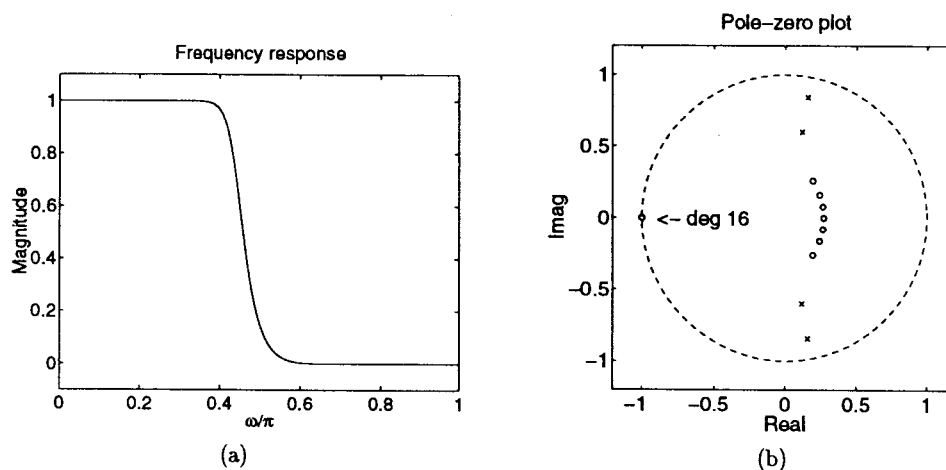 Frequency response
Magnitude
1
0.8
0.6
0.4
0.2
0
0
0.2
0.4
0.6
0.8
1
ω/π
(a)
Pole−zero plot
Imag
1
0.5
0
−0.5
−1
<− deg 16
−1
−0.5
0
0.5
1
Real
(b)